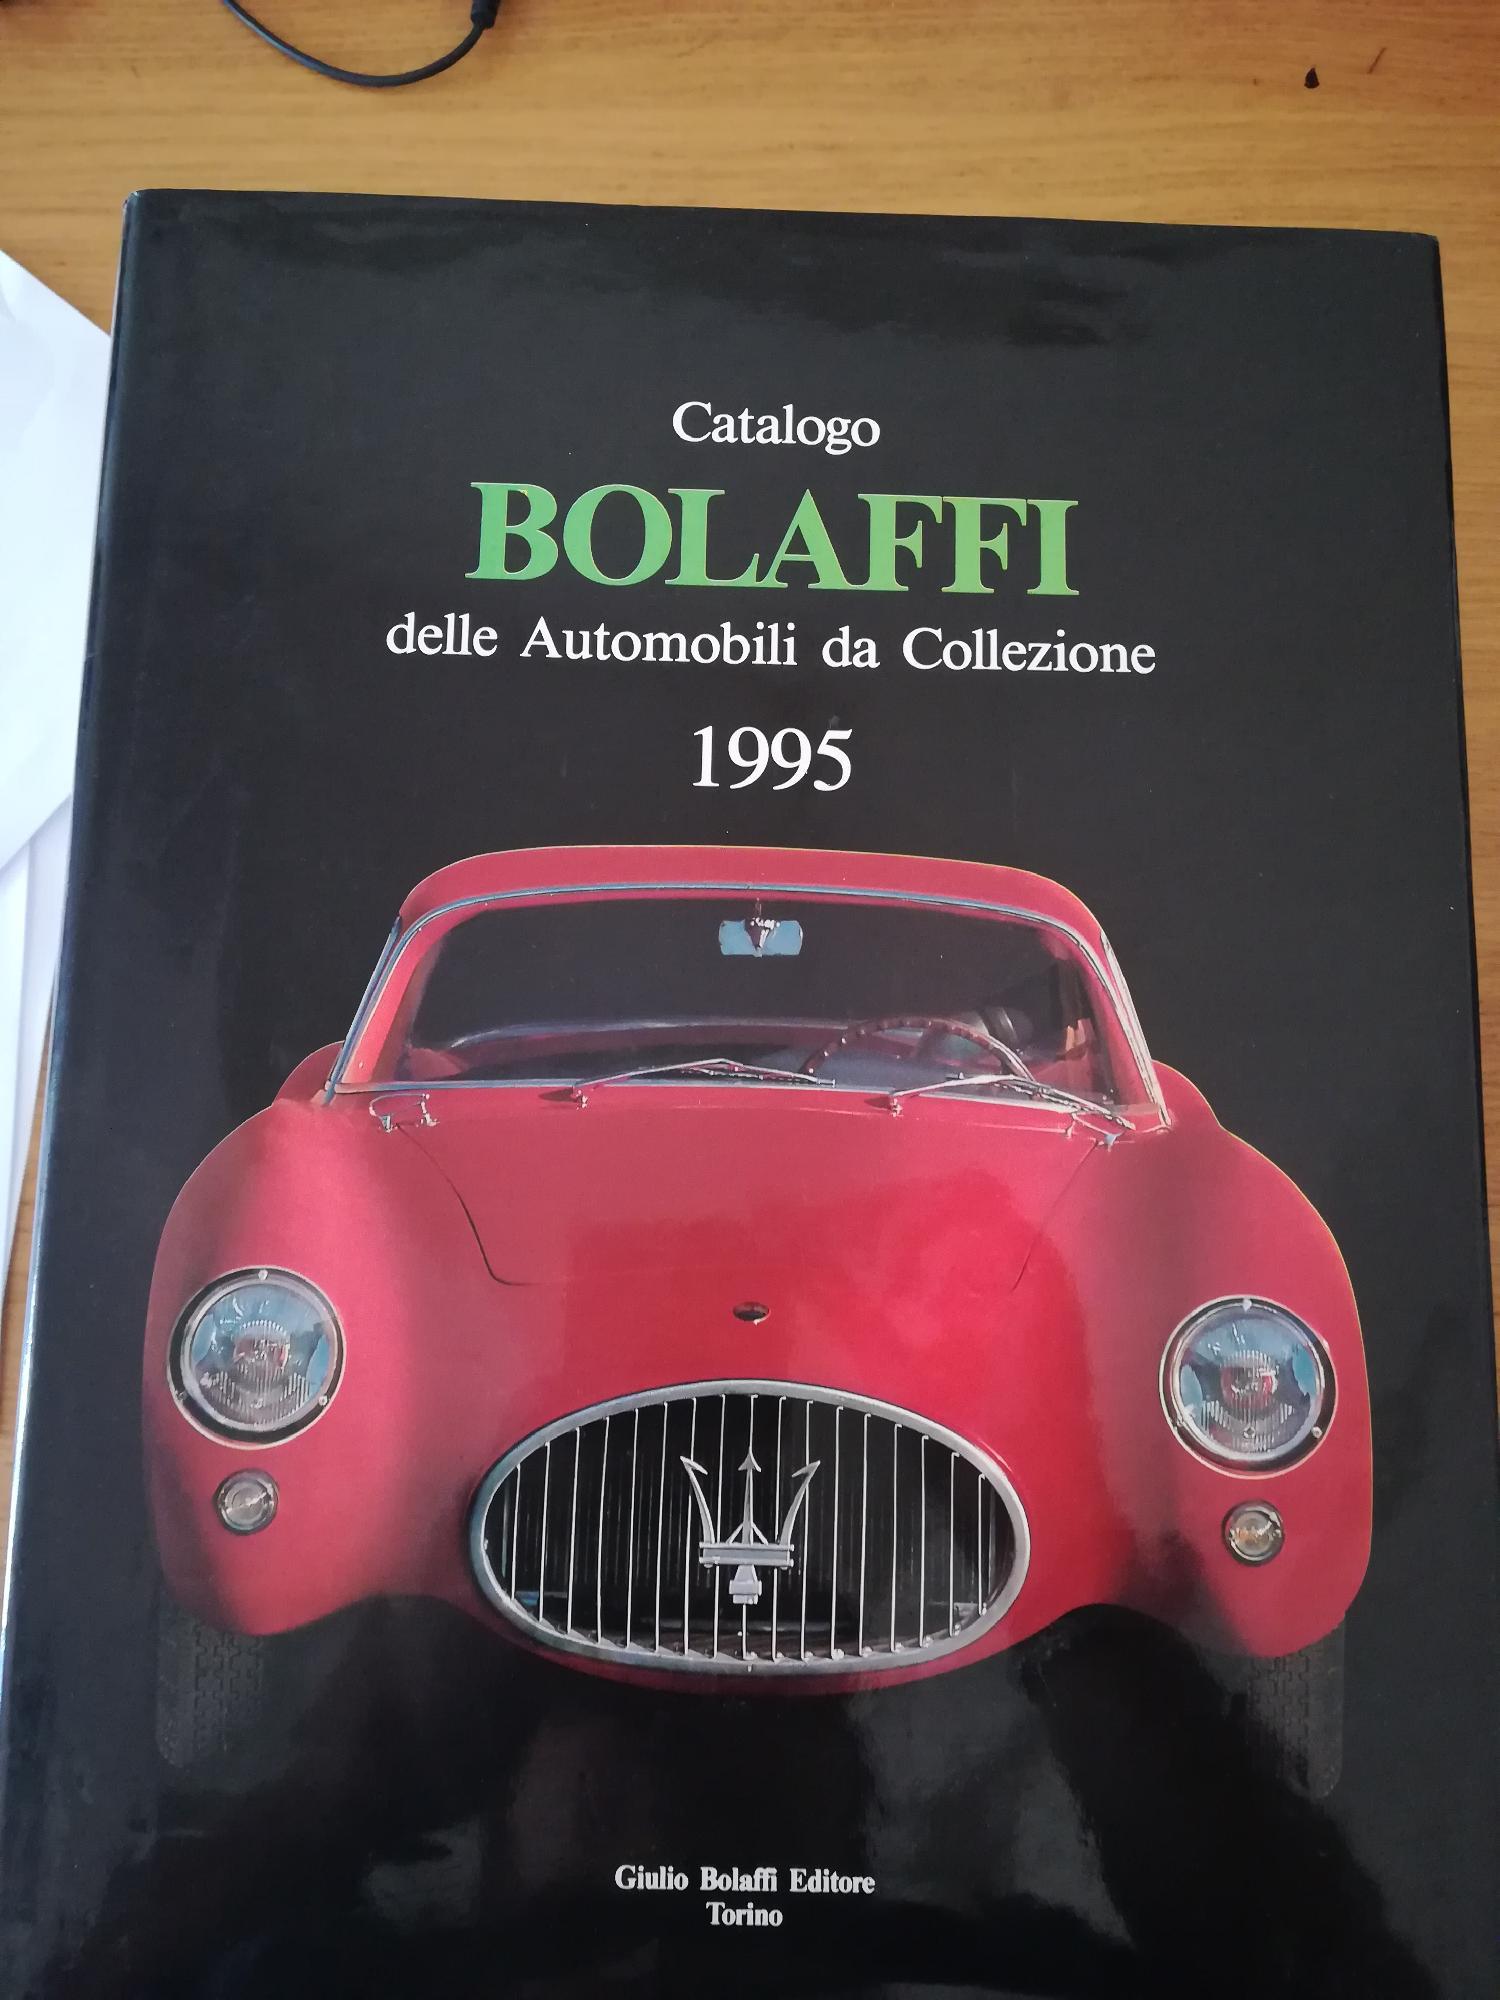 Catalogo
BOLAFFI
delle Automobili da Collezione
1995
Giulio Bolaffi Editore
Torino